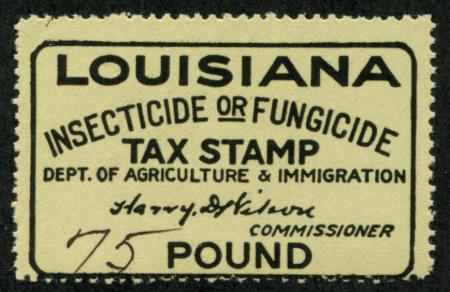 LOUISIANA
INSECTICIDE OR FUNGICIDE
TAX STAMP
DEPT. OF AGRICULTURE & IMMIGRATION
Harry D Wilson
COMMISSIONER
75 POUND